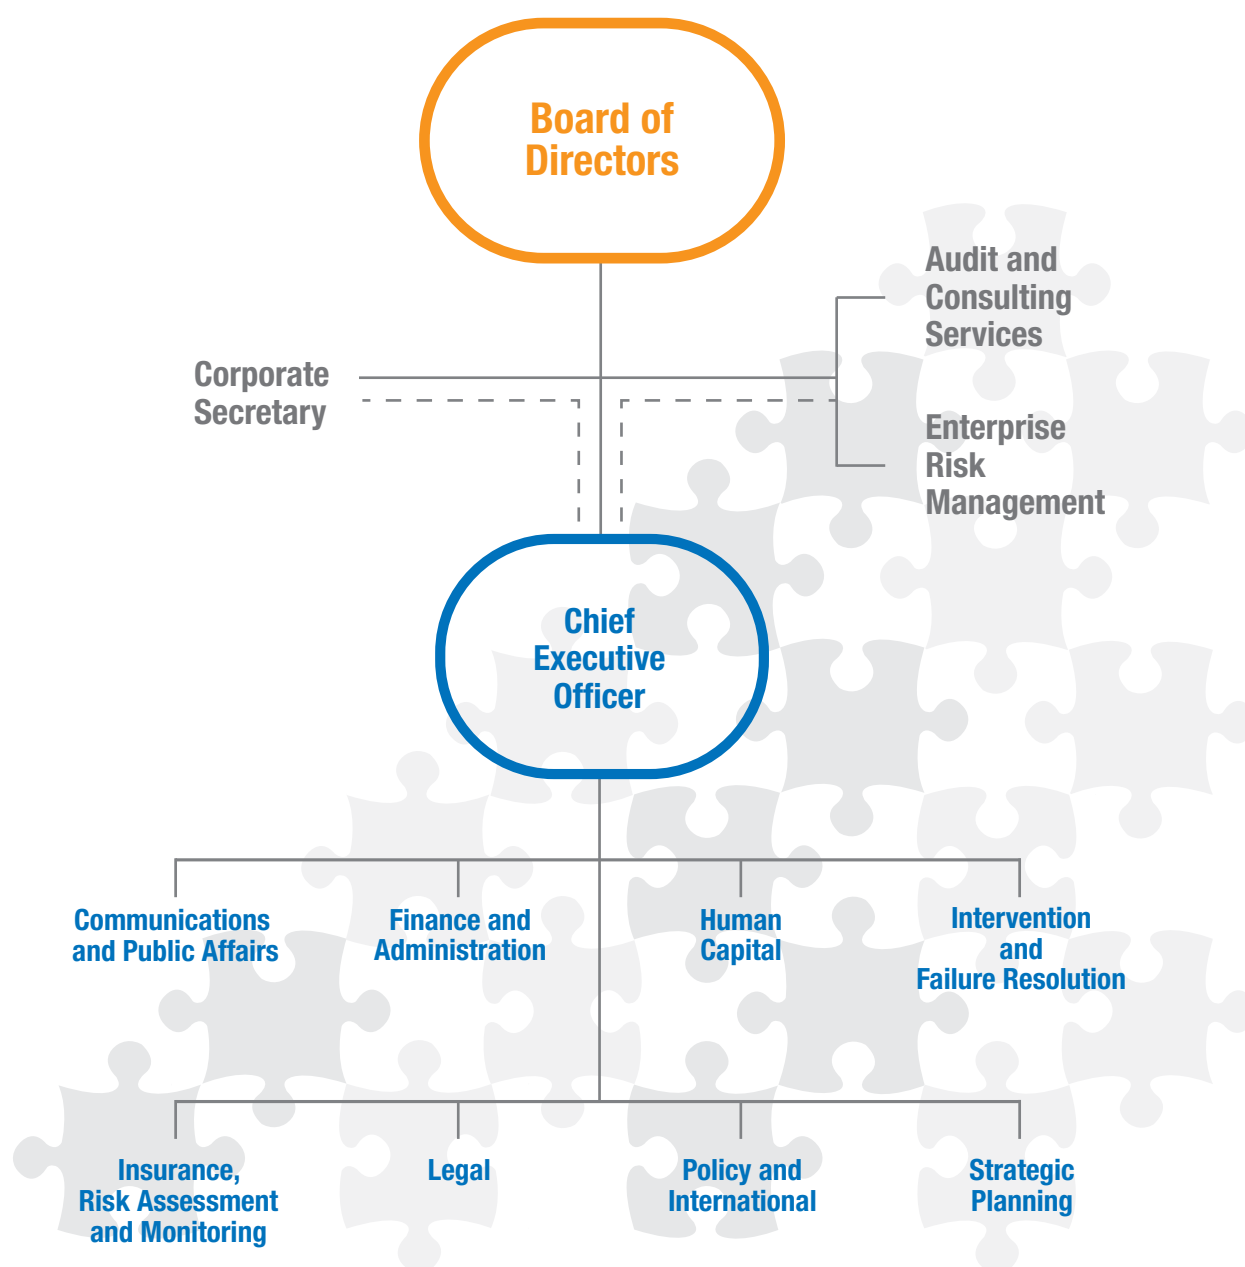 Board of
Directors
Audit and
Consulting
Services
Corporate
Secretary
Enterprise
Risk
Management
Chief
Executive
Officer
Communications
and Public Affairs
Finance and
Administration
Human
Capital
Intervention
and
Failure Resolution
Insurance,
Risk Assessment
and Monitoring
Legal
Policy and
International
Strategic
Planning